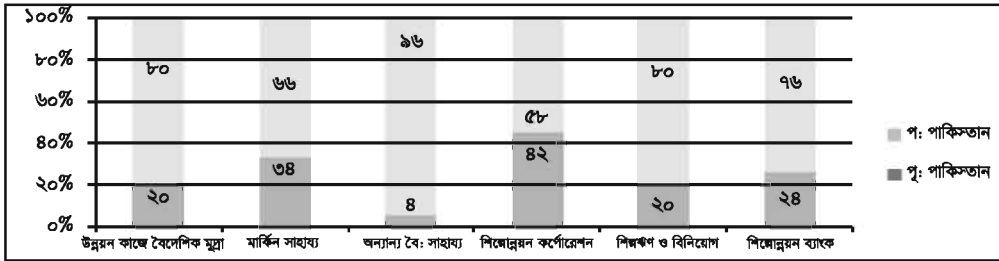 ১০০%
৮০%
৬০%
৪০%
২০%
০%
৮০
৬৬
৯৬
৫৮
৮০
৭৬
২০
৩৪
৪
৪২
২০
২৪
উন্নয়ন কাজে বৈদেশিক মুদ্রা
মার্কিন সাহায্য
অন্যান্য বৈ: সাহায্য
শিল্পোন্নয়ন কর্পোরেশন
শিল্পঋণ ও বিনিয়োগ
শিল্পোন্নয়ন ব্যাংক
প: পাকিস্তান
পূ: পাকিস্তান